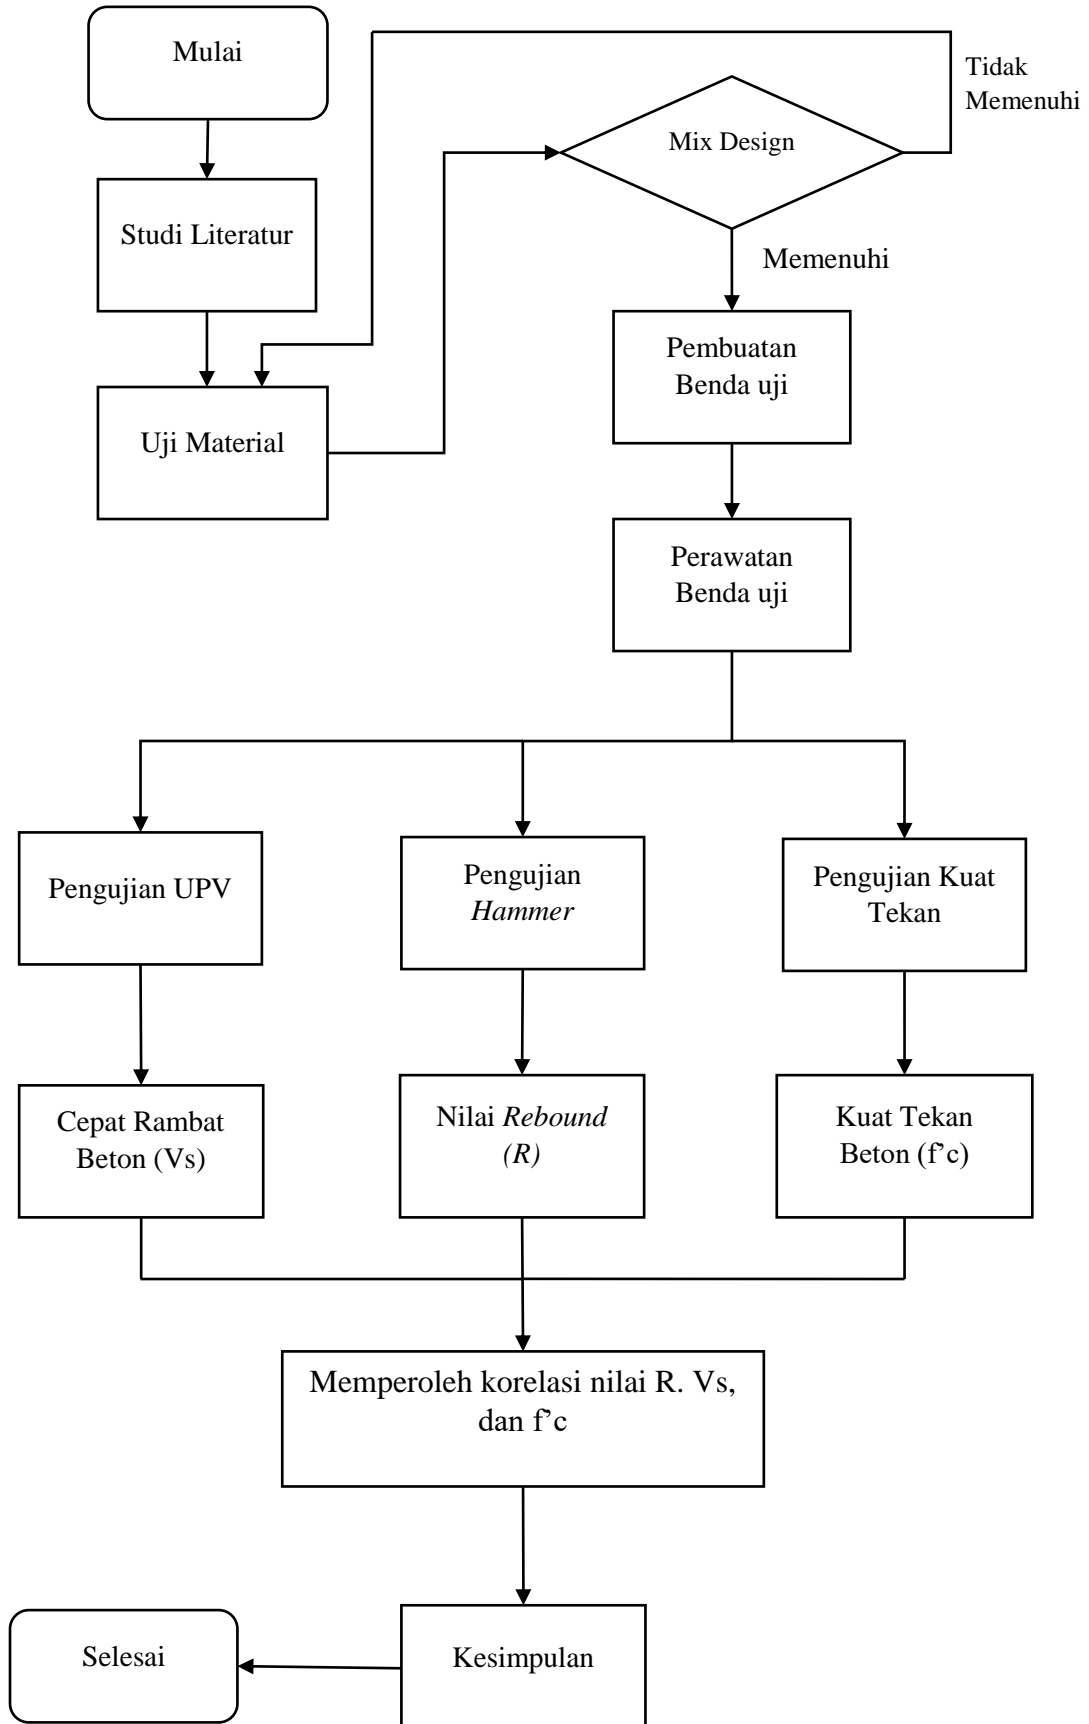 Mulai
Studi Literatur
Uji Material
Mix Design
Tidak
Memenuhi
Memenuhi
Pembuatan
Benda uji
Perawatan
Benda uji
Pengujian UPV
Pengujian
Hammer
Pengujian Kuat
Tekan
Cepat Rambat
Beton (Vs)
Nilai Rebound
(R)
Kuat Tekan
Beton (f’c)
Memperoleh korelasi nilai R. Vs,
dan f’c
Kesimpulan
Selesai